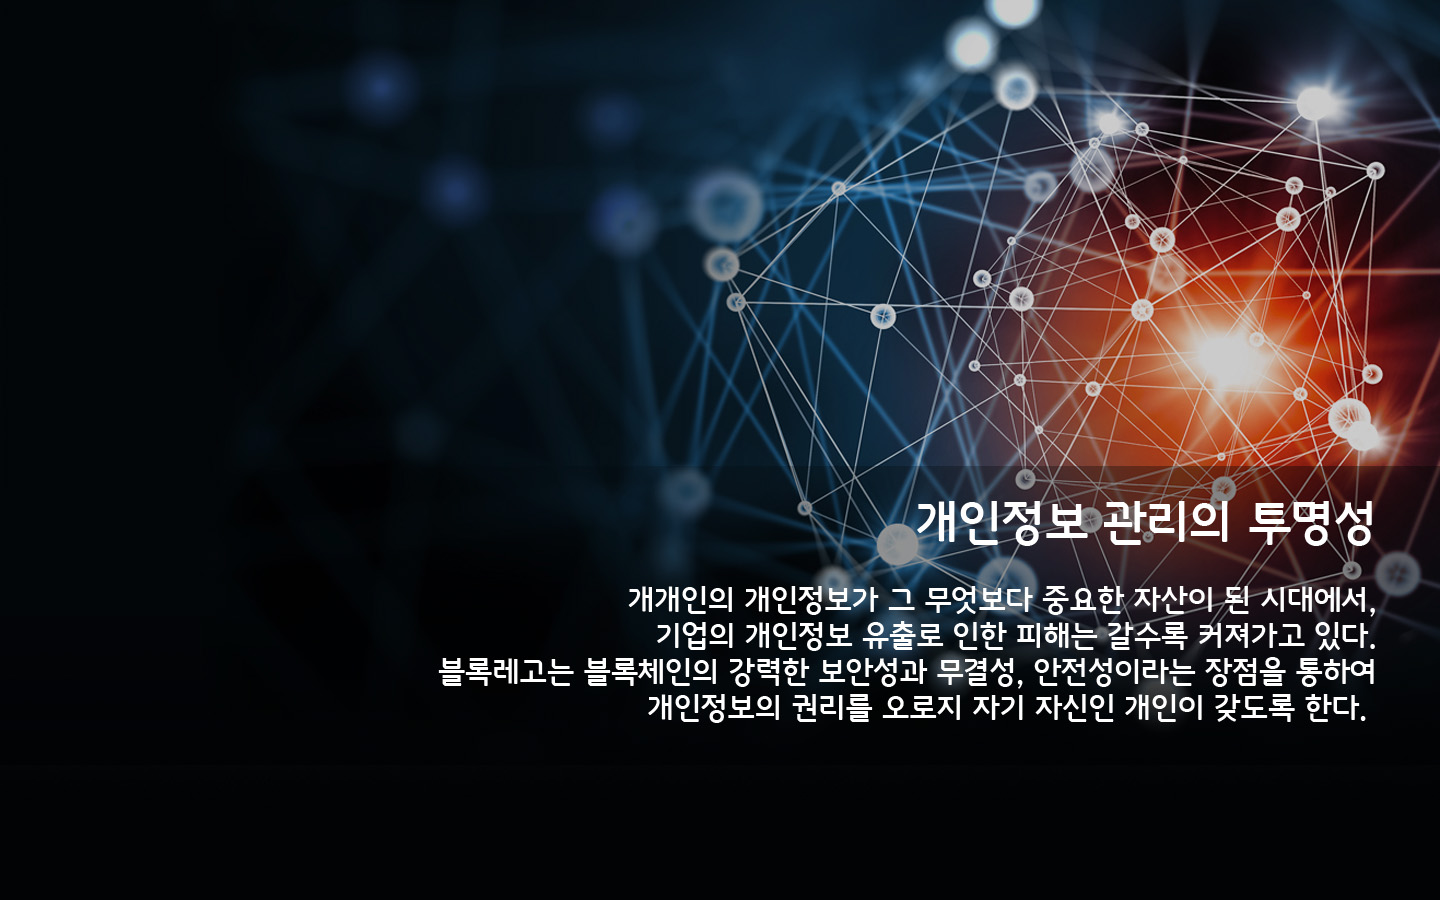 개인정보 관리의 투명성
개개인의 개인정보가 그 무엇보다 중요한 자산이 된 시대에서,
기업의 개인정보 유출로 인한 피해는 갈수록 커져가고 있다.
블록레고는 블록체인의 강력한 보안성과 무결성, 안전성이라는 장점을 통하여
개인정보의 권리를 오로지 자기 자신인 개인이 갖도록 한다.